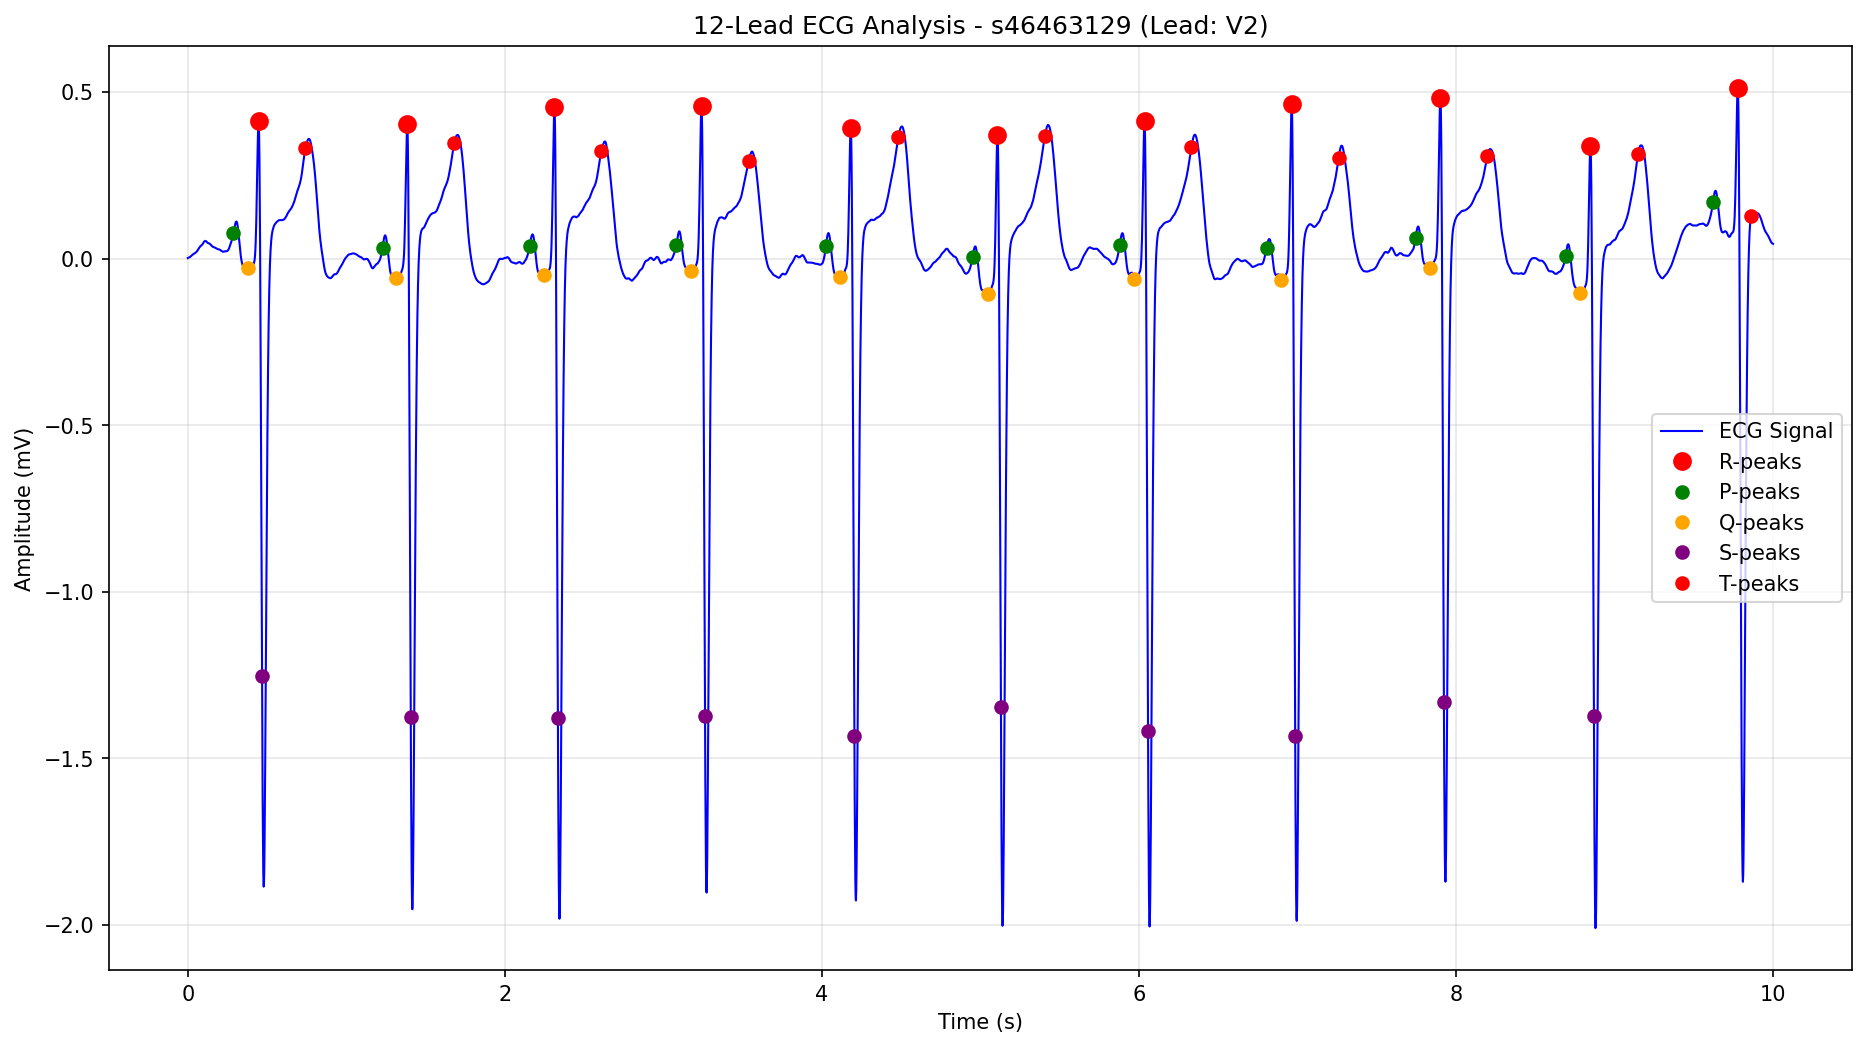 12-Lead ECG Analysis - s46463129 (Lead: V2)
Amplitude (mV)
0.5
0.0
−0.5
−1.0
−1.5
−2.0
ECG Signal
R-peaks
P-peaks
Q-peaks
S-peaks
T-peaks
0 2 4 6 8 10
Time (s)